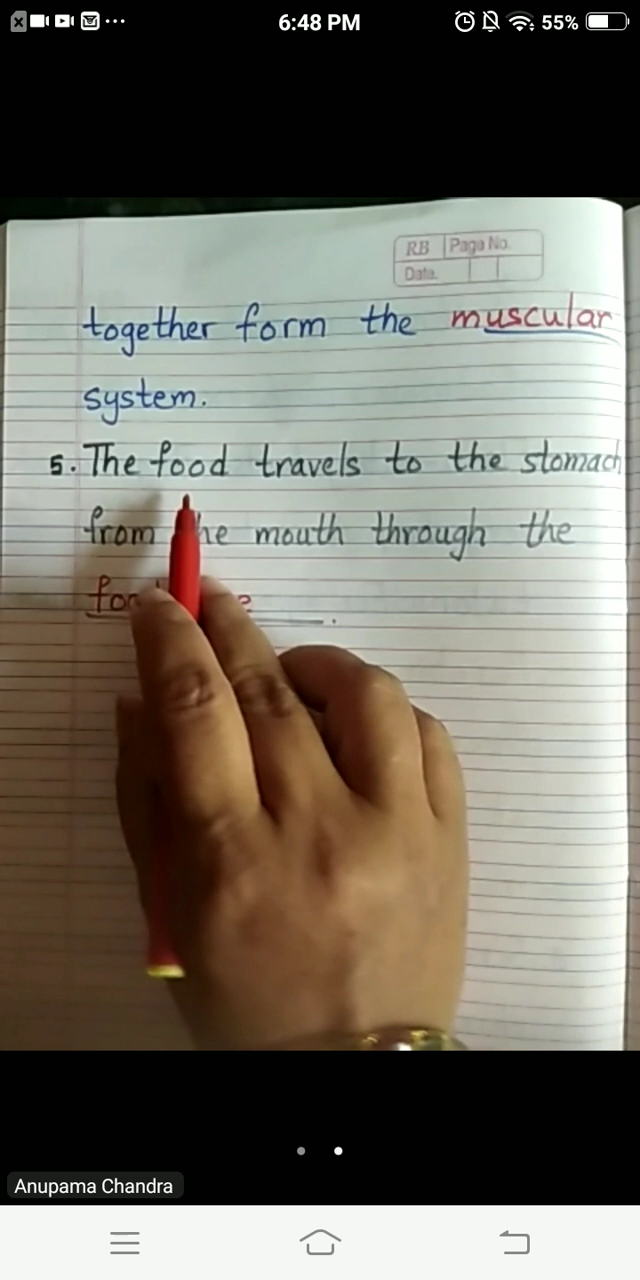 6:48 PM
55%
RB Page No.
Date.
together form the muscular
system.
5. The food travels to the stomach
from the mouth through the
Anupama Chandra